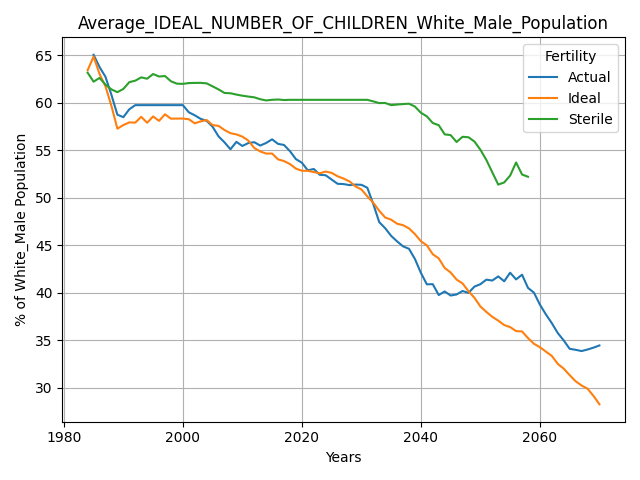 Average_IDEAL_NUMBER_OF_CHILDREN_White_Male_Population
% of White_Male Population
65
60
55
50
45
40
35
30
1980
2000
2020
2040
2060
Years
Fertility
Actual
Ideal
Sterile